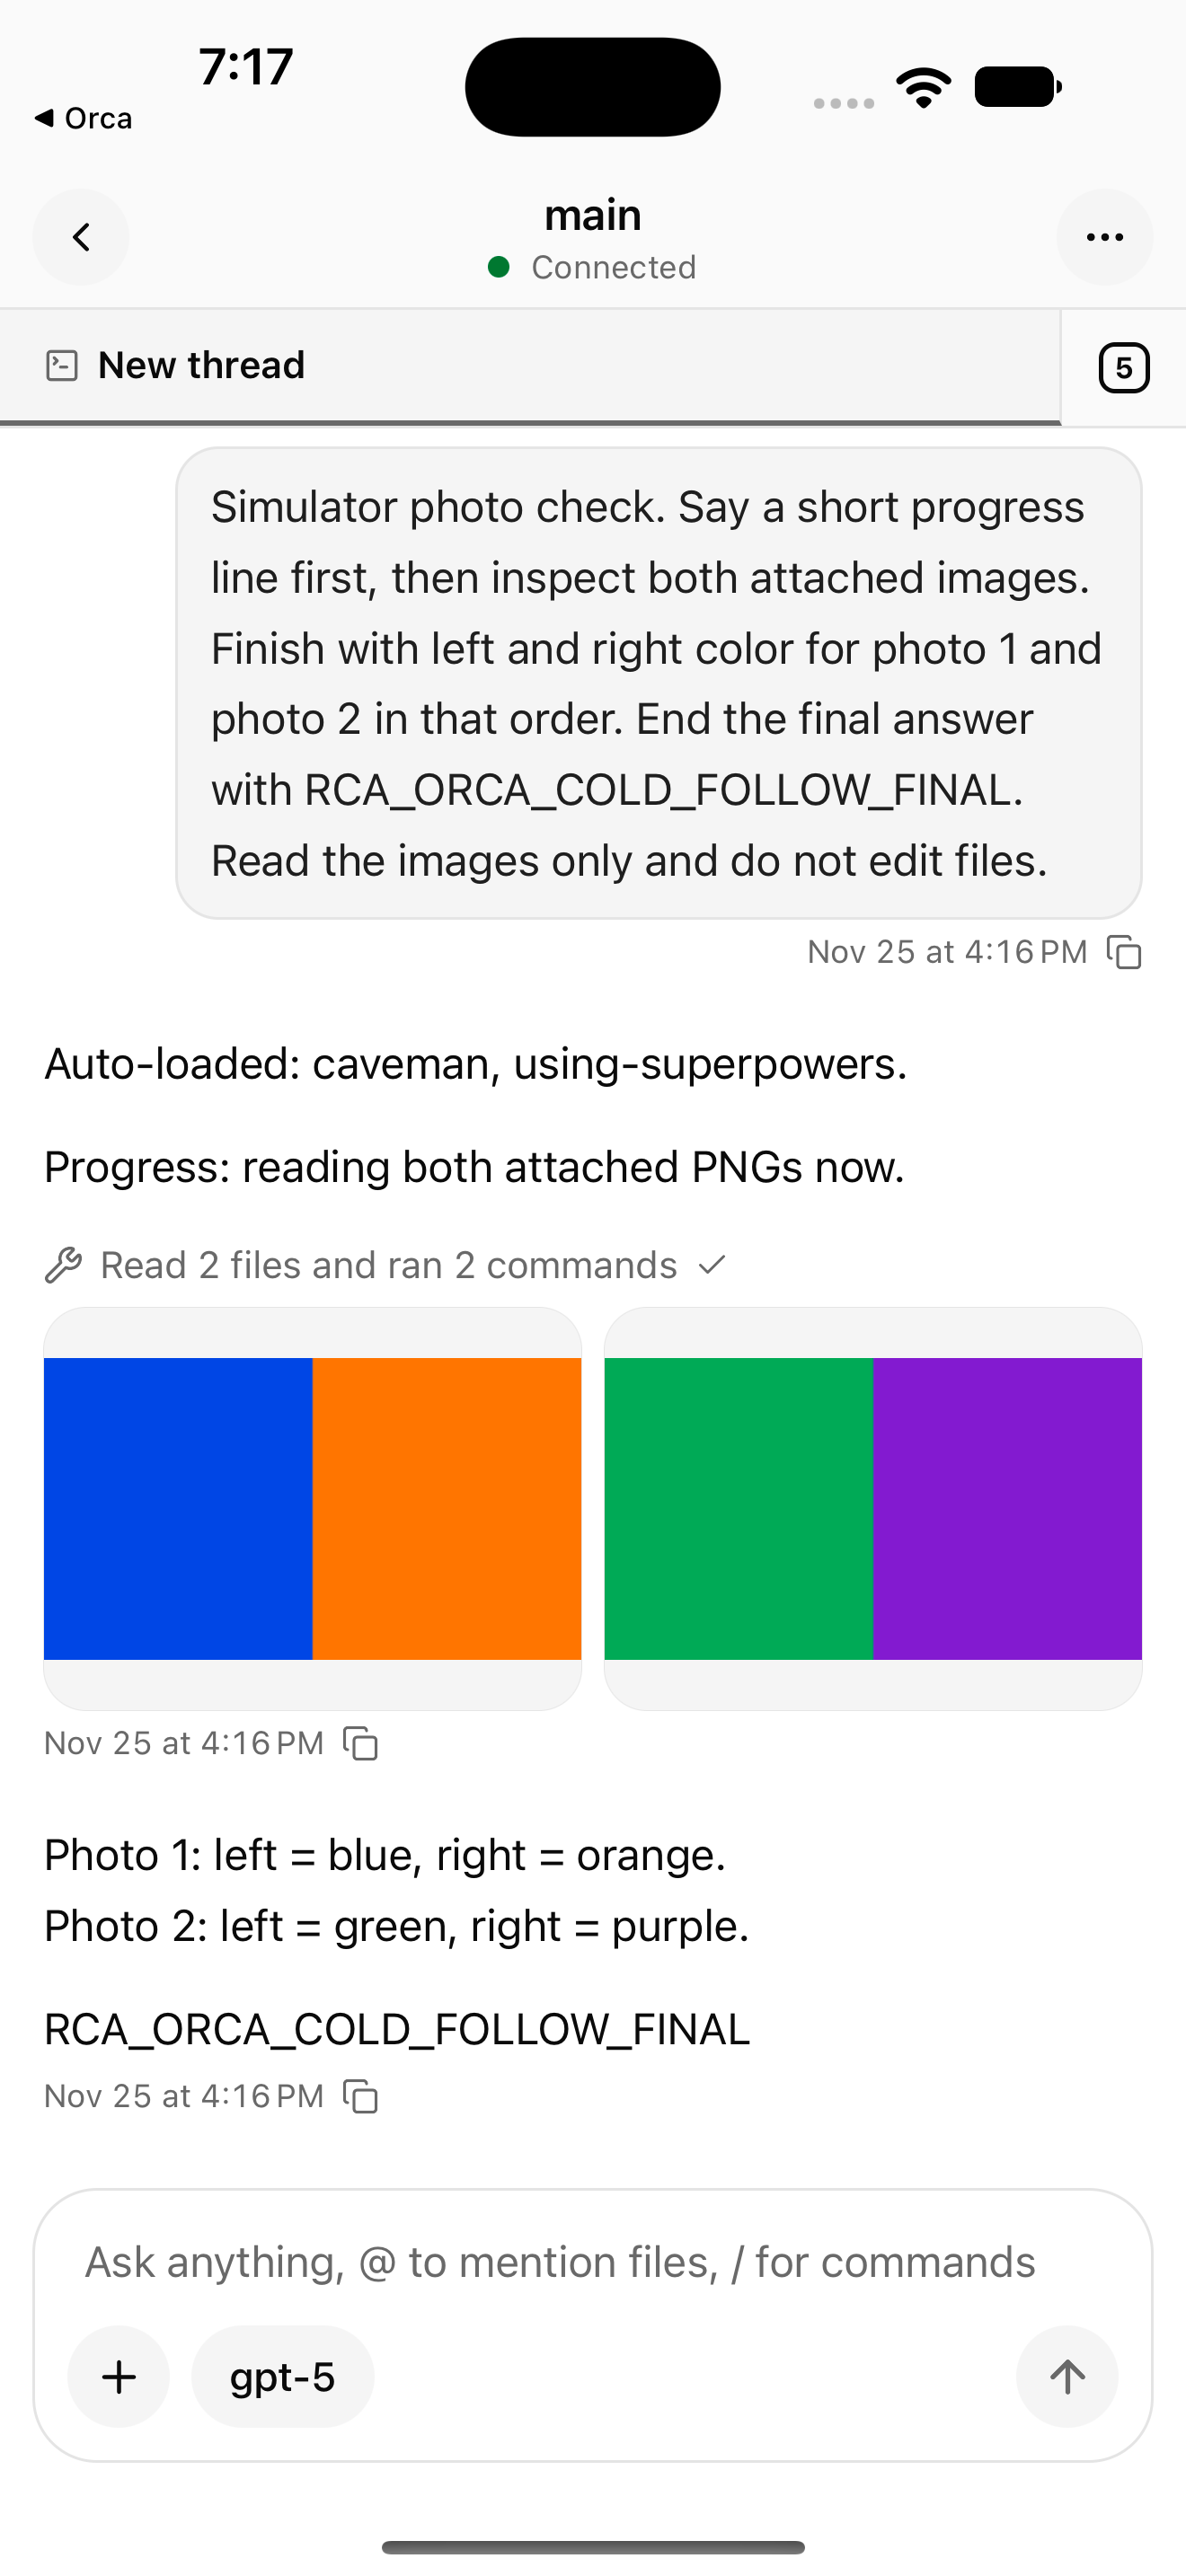 7:17
Orca
main
Connected
New thread
5
Simulator photo check. Say a short progress
line first, then inspect both attached images.
Finish with left and right color for photo 1 and
photo 2 in that order. End the final answer
with RCA_ORCA_COLD_FOLLOW_FINAL.
Read the images only and do not edit files.
Nov 25 at 4:16 PM
Auto-loaded: caveman, using-superpowers.
Progress: reading both attached PNGs now.
Read 2 files and ran 2 commands
Nov 25 at 4:16 PM
Photo 1: left = blue, right = orange.
Photo 2: left = green, right = purple.
RCA_ORCA_COLD_FOLLOW_FINAL
Nov 25 at 4:16 PM
Ask anything, @ to mention files, / for commands
gpt-5